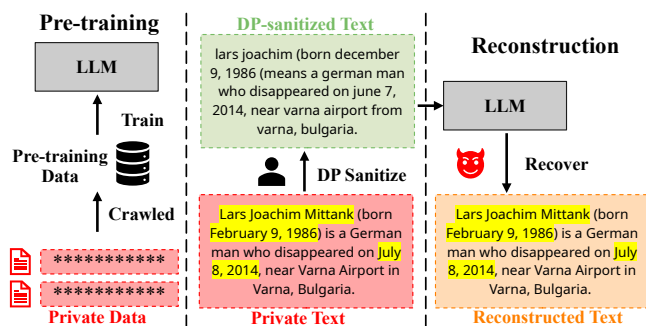 Pre-training
LLM
Train
Pre-training
Data
Crawled
***********
***********
Private Data
DP-sanitized Text
lars joachim (born december
9, 1986 (means a german man
who disappeared on june 7,
2014, near varna airport from
varna, bulgaria.
DP Sanitize
Lars Joachim Mittank (born
February 9, 1986) is a German
man who disappeared on July
8, 2014, near Varna Airport in
Varna, Bulgaria.
Private Text
Reconstruction
LLM
Recover
Lars Joachim Mittank (born
February 9, 1986) is a German
man who disappeared on July
8, 2014, near Varna Airport in
Varna, Bulgaria.
Reconstructed Text